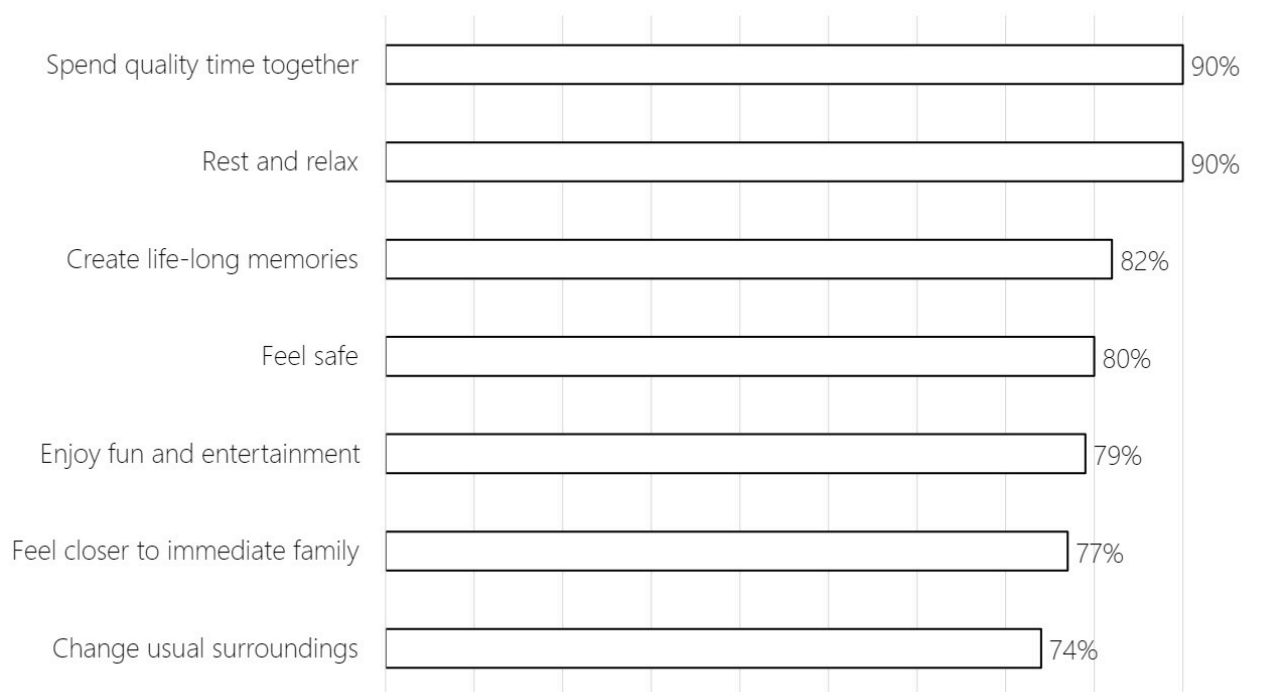 Spend quality time together 90%
Rest and relax 90%
Create life-long memories 82%
Feel safe 80%
Enjoy fun and entertainment 79%
Feel closer to immediate family 77%
Change usual surroundings 74%